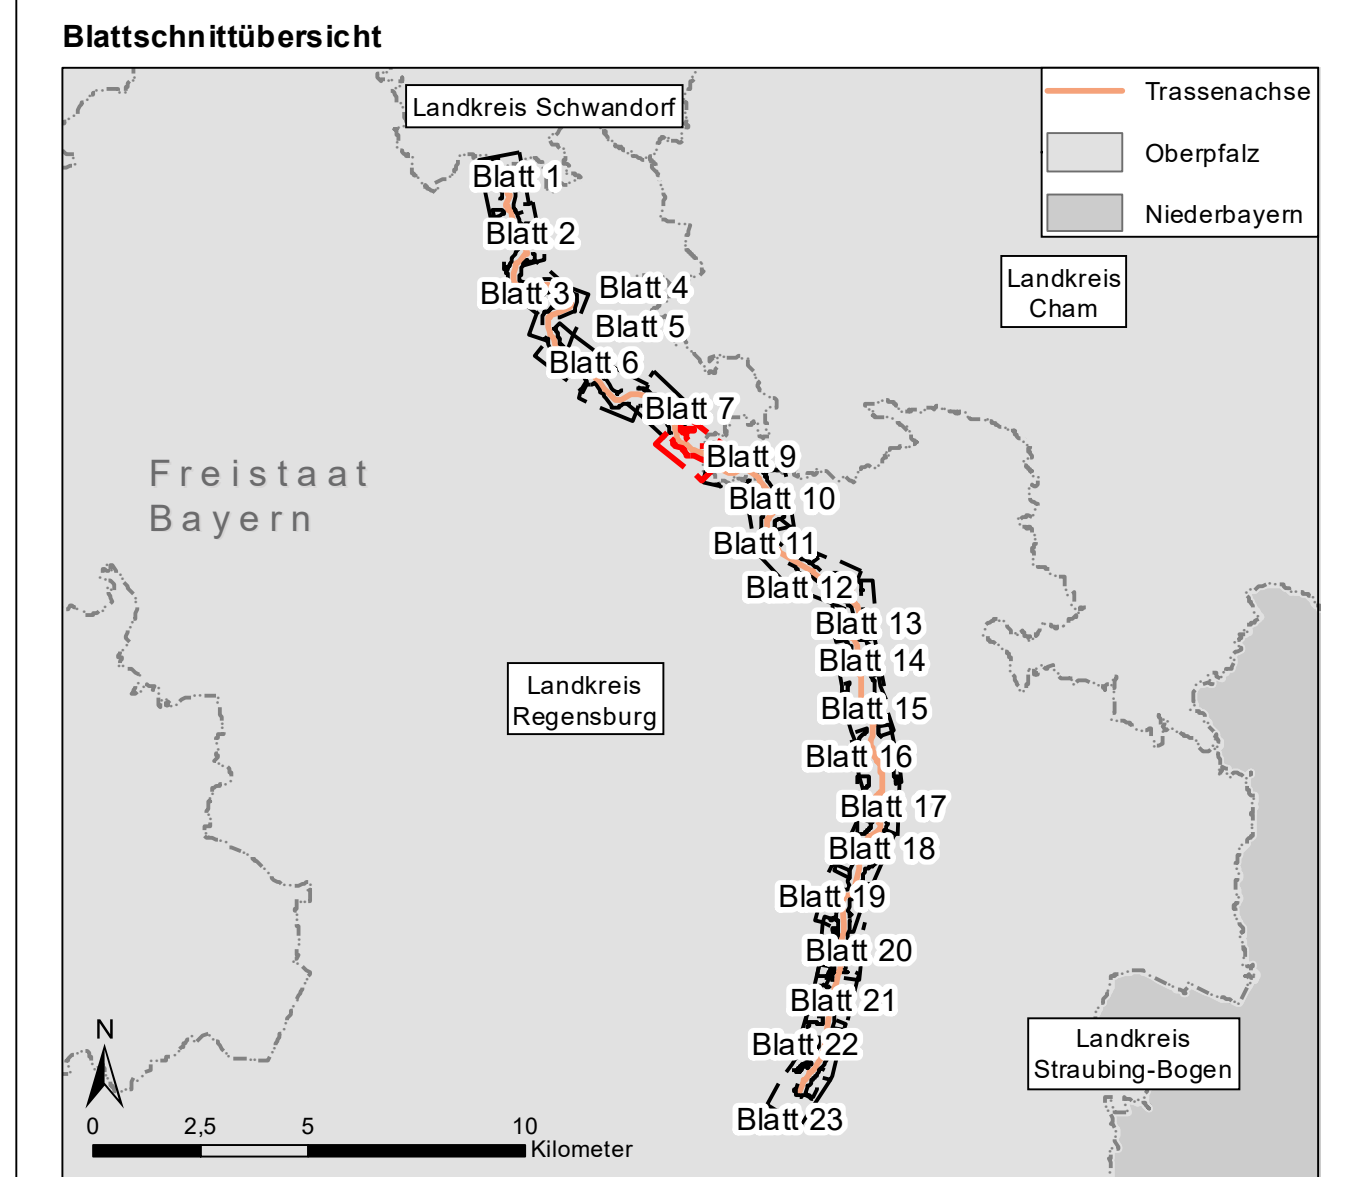 Blattschnittübersicht
Landkreis Schwandorf
Trassenachse
Oberpfalz
Niederbayern
Blatt 1
Blatt 2
Blatt 3
Blatt 4
Blatt 5
Blatt 6
Blatt 7
Blatt 9
Blatt 10
Blatt 11
Blatt 12
Blatt 13
Blatt 14
Blatt 15
Blatt 16
Blatt 17
Blatt 18
Blatt 19
Blatt 20
Blatt 21
Blatt 22
Blatt 23
Landkreis
Cham
Freistaat
Bayern
Landkreis
Regensburg
Landkreis
Straubing-Bogen
N
0 2,5 5 10
Kilometer